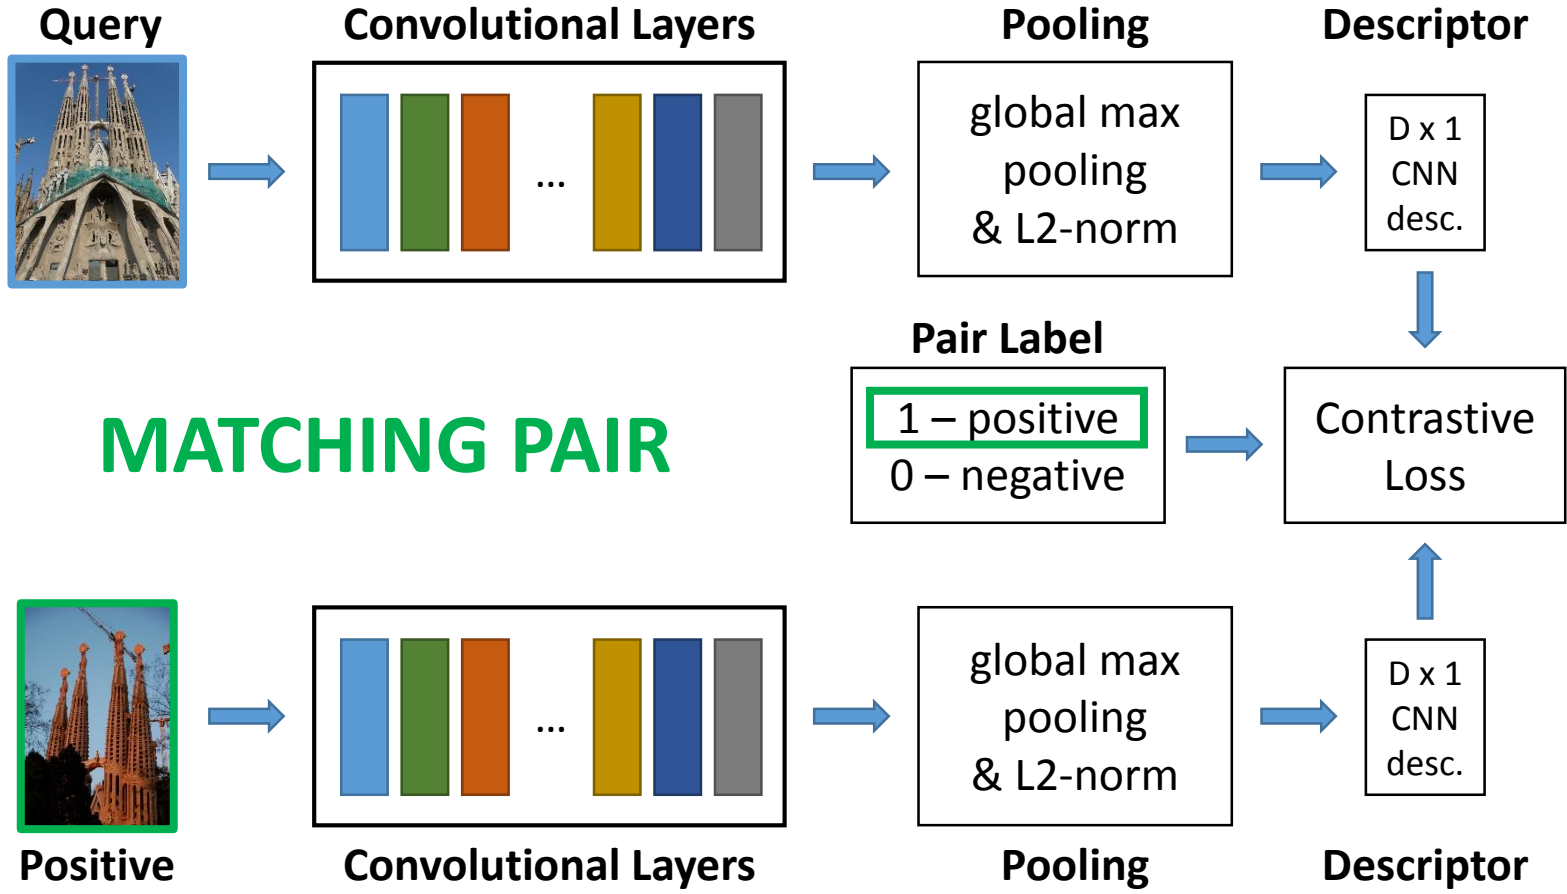 Query
Convolutional Layers
Pooling
Descriptor
...
global max
pooling
& L2-norm
D x 1
CNN
desc.
MATCHING PAIR
Pair Label
1 – positive
0 – negative
Contrastive
Loss
...
global max
pooling
& L2-norm
D x 1
CNN
desc.
Positive
Convolutional Layers
Pooling
Descriptor